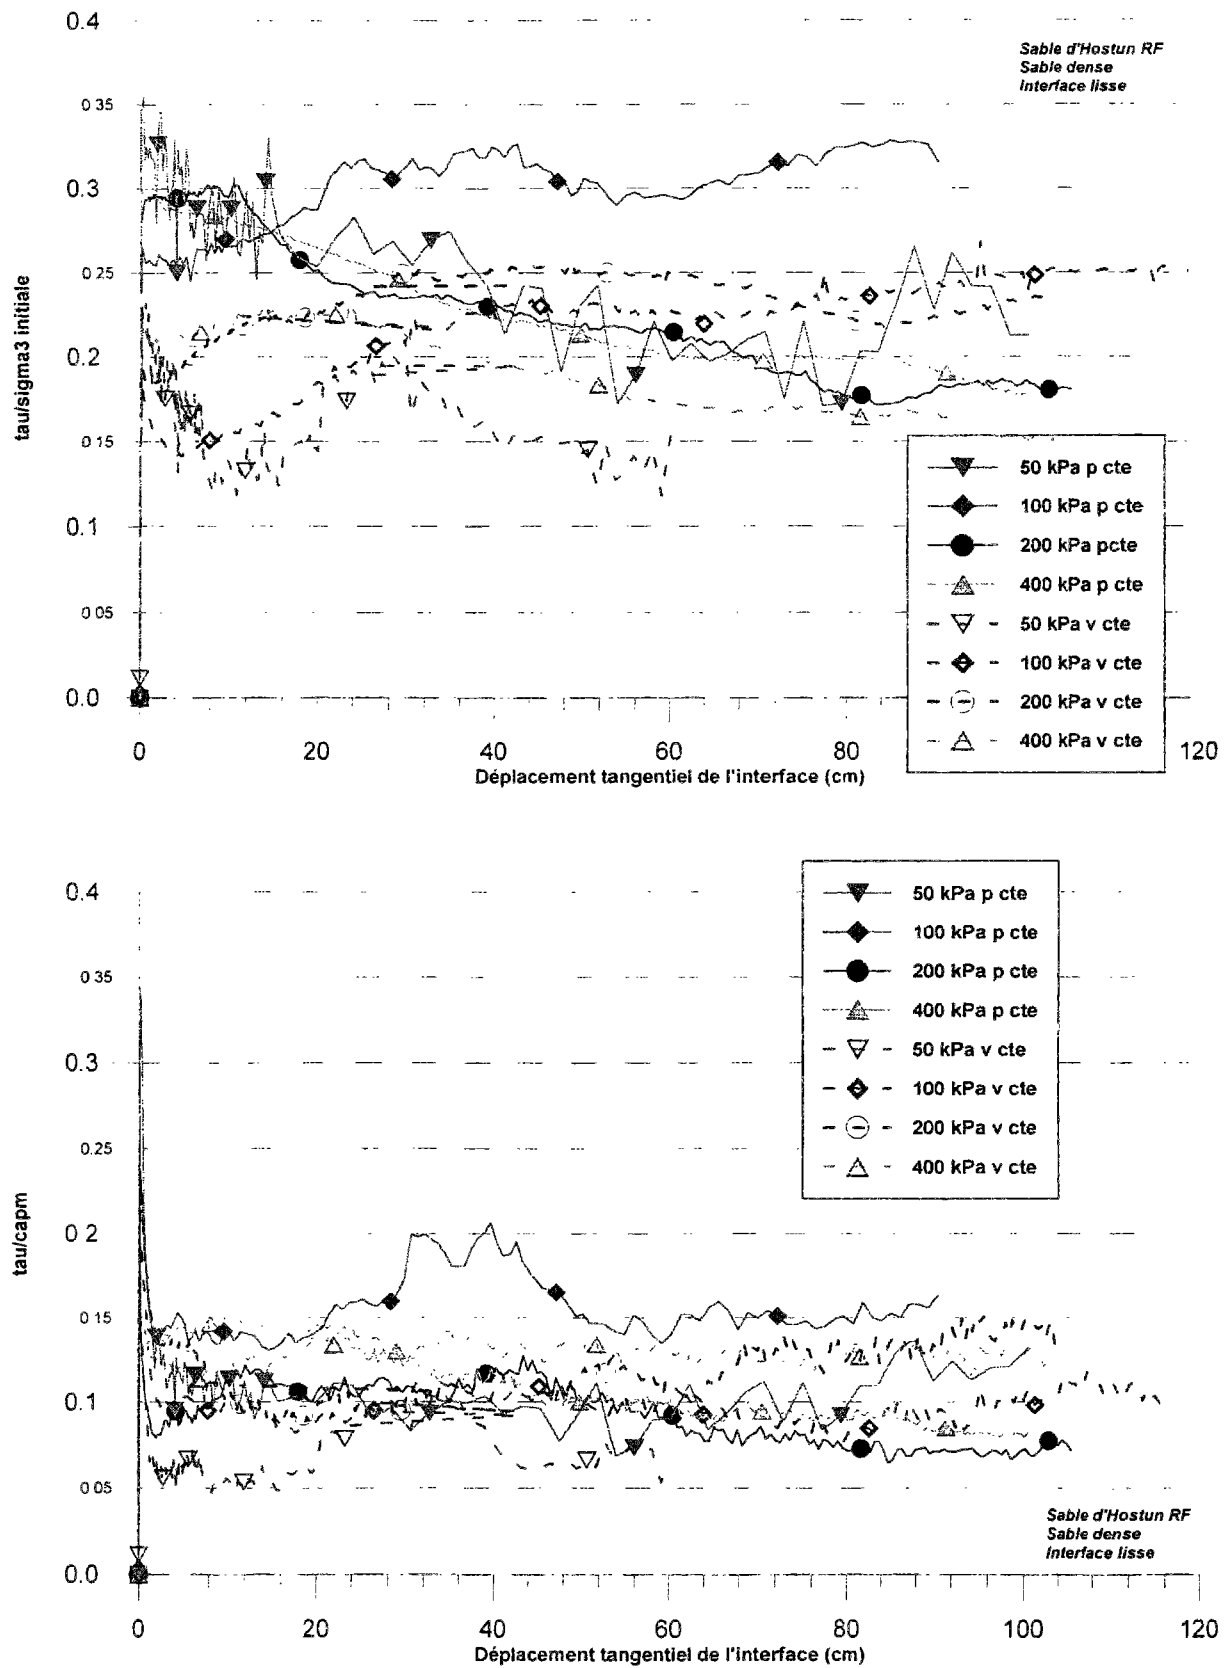 0.4
Sable d'Hostun RF
Sable dense
Interface lisse
0.35
0.3
0.25
0.2
0.15
0.1
0.05
0.0
tau/sigma3 initiale
50 kPa p cte
100 kPa p cte
200 kPa pcte
400 kPa p cte
50 kPa v cte
100 kPa v cte
200 kPa v cte
400 kPa v cte
0 20 40 60 80 120
Déplacement tangentiel de l'interface (cm)
0.4
0.35
0.3
0.25
0.2
0.15
0.1
0.05
0.0
tau/capm
50 kPa p cte
100 kPa p cte
200 kPa p cte
400 kPa p cte
50 kPa v cte
100 kPa v cte
200 kPa v cte
400 kPa v cte
Sable d'Hostun RF
Sable dense
Interface lisse
0 20 40 60 80 100 120
Déplacement tangentiel de l'interface (cm)